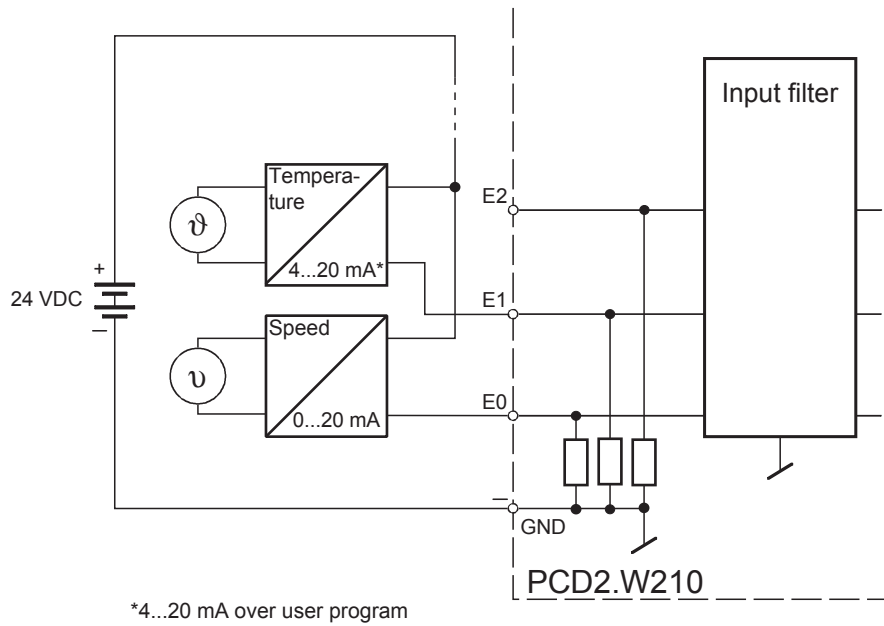 Input filter
Tempera-
ture
E2
ϑ
4...20 mA*
+
24 VDC
–
E1
Speed
υ
0...20 mA
E0
–
GND
PCD2.W210
*4...20 mA over user program